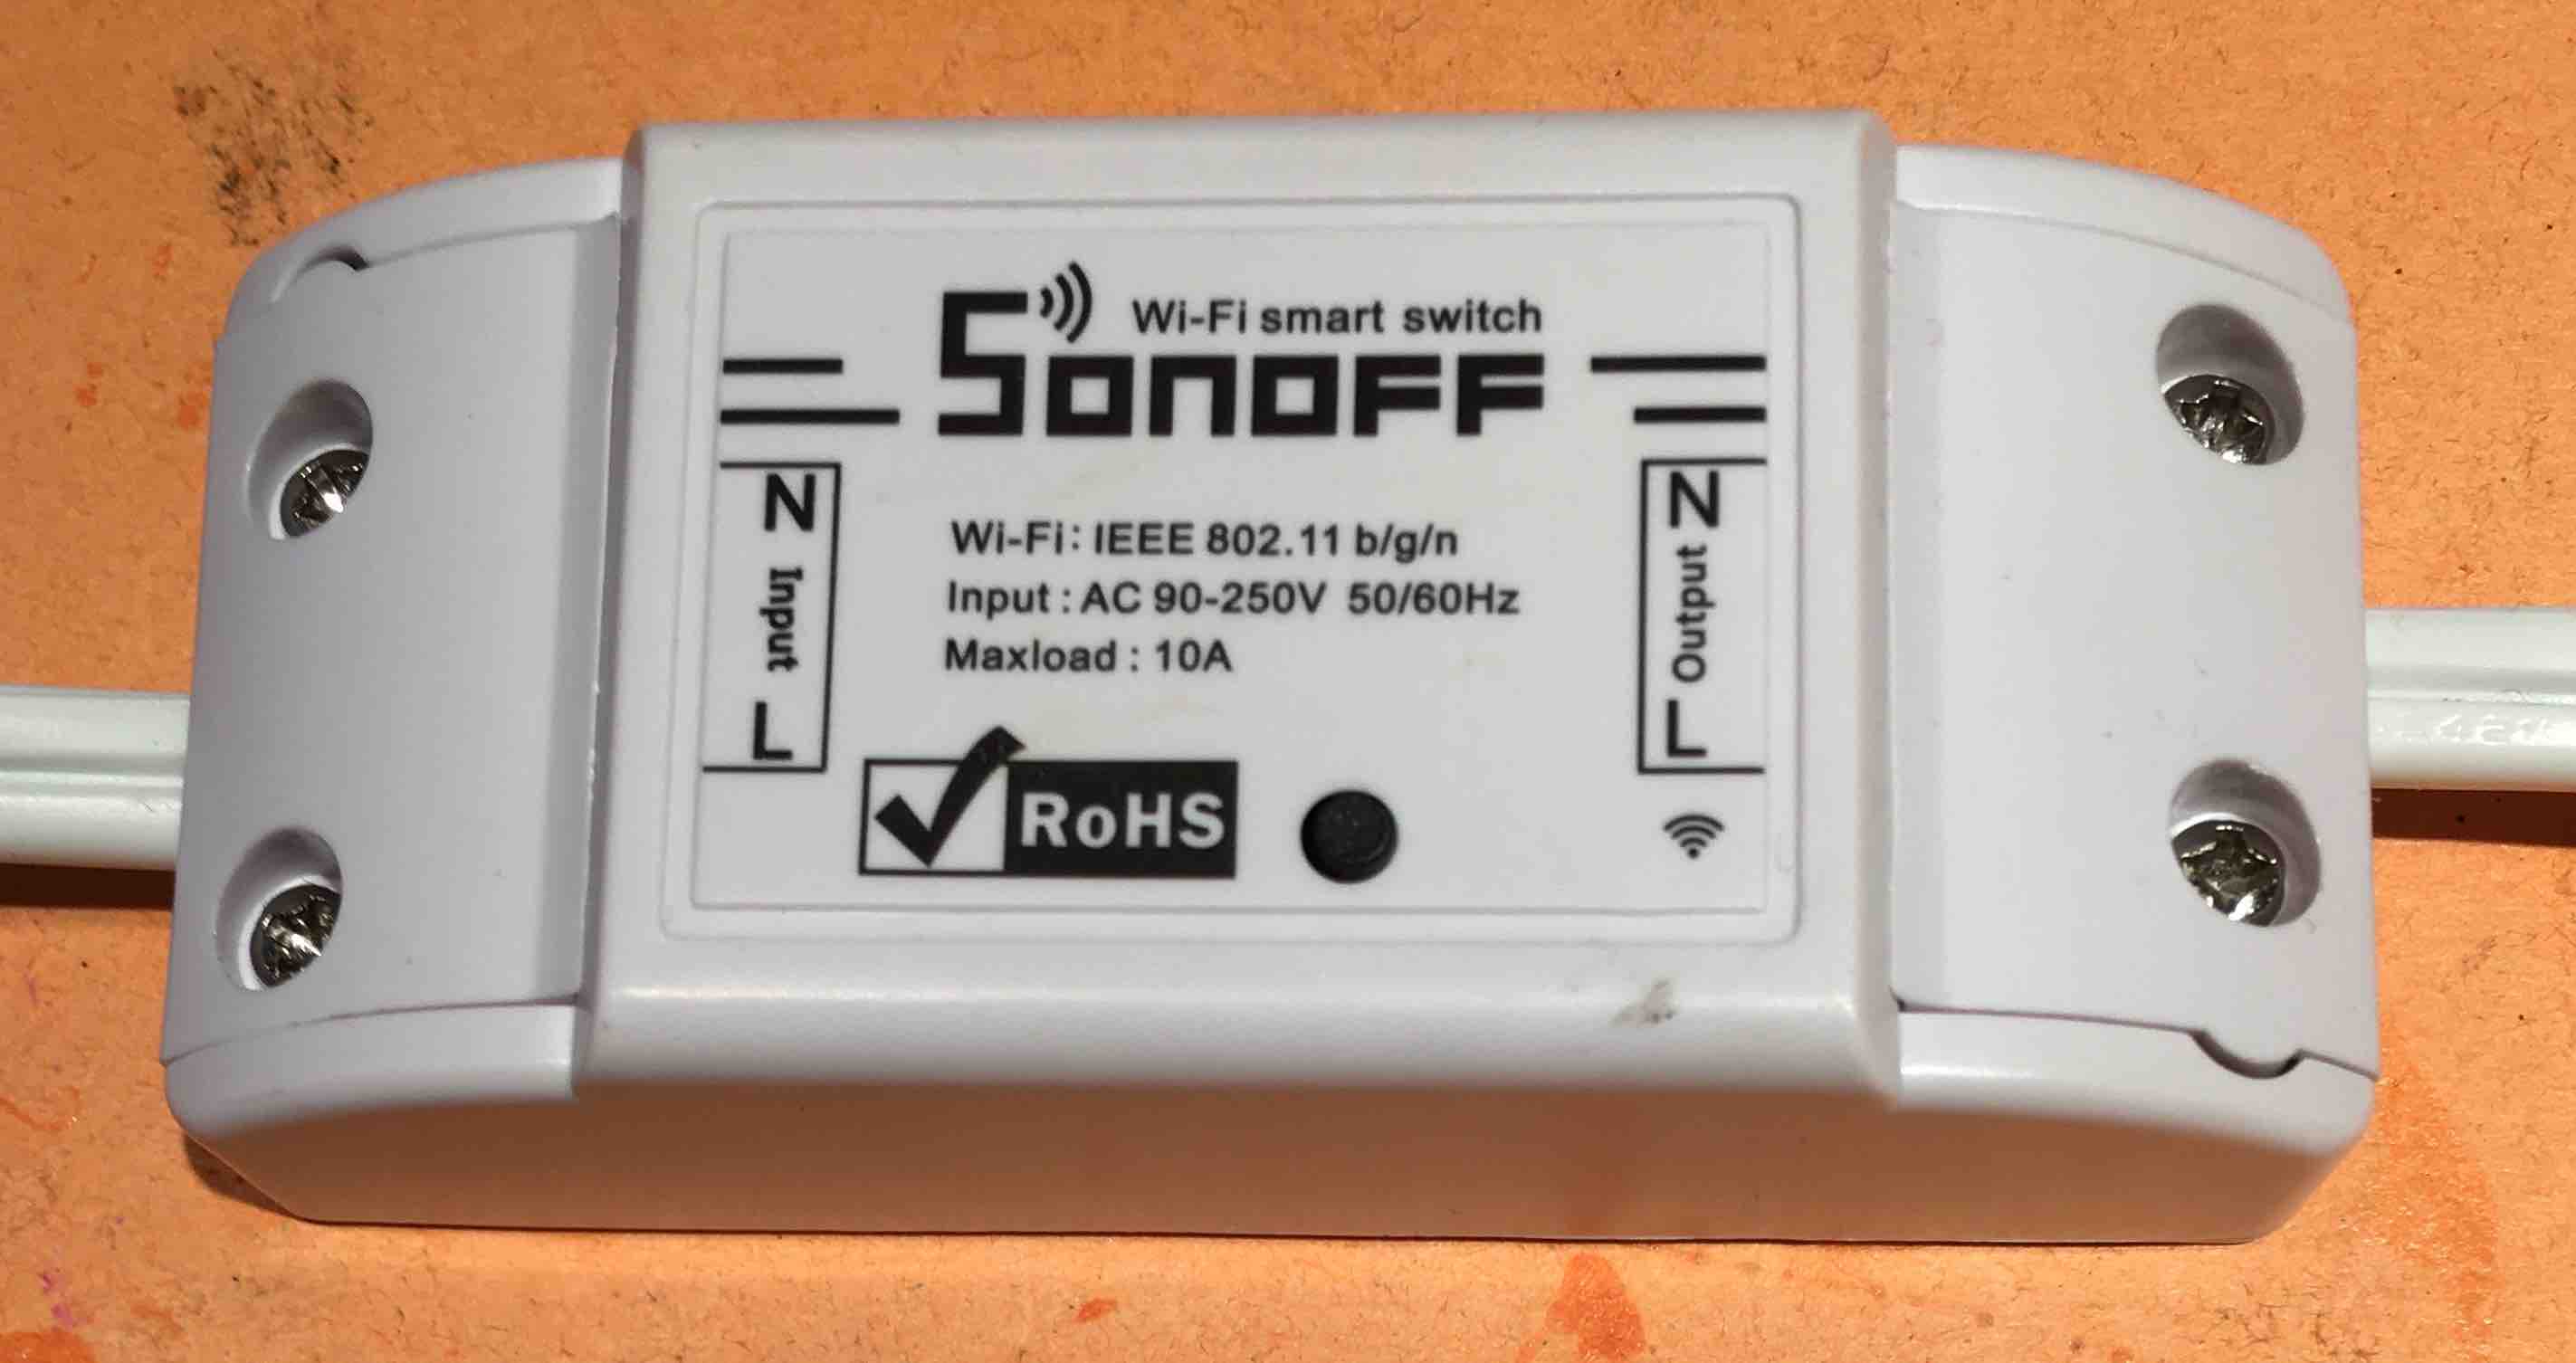 Wi-Fi smart switch
SONOFF
N Input L
Wi-Fi: IEEE 802.11 b/g/n
Input : AC 90-250V 50/60Hz
Maxload : 10A
L Output N
RoHS